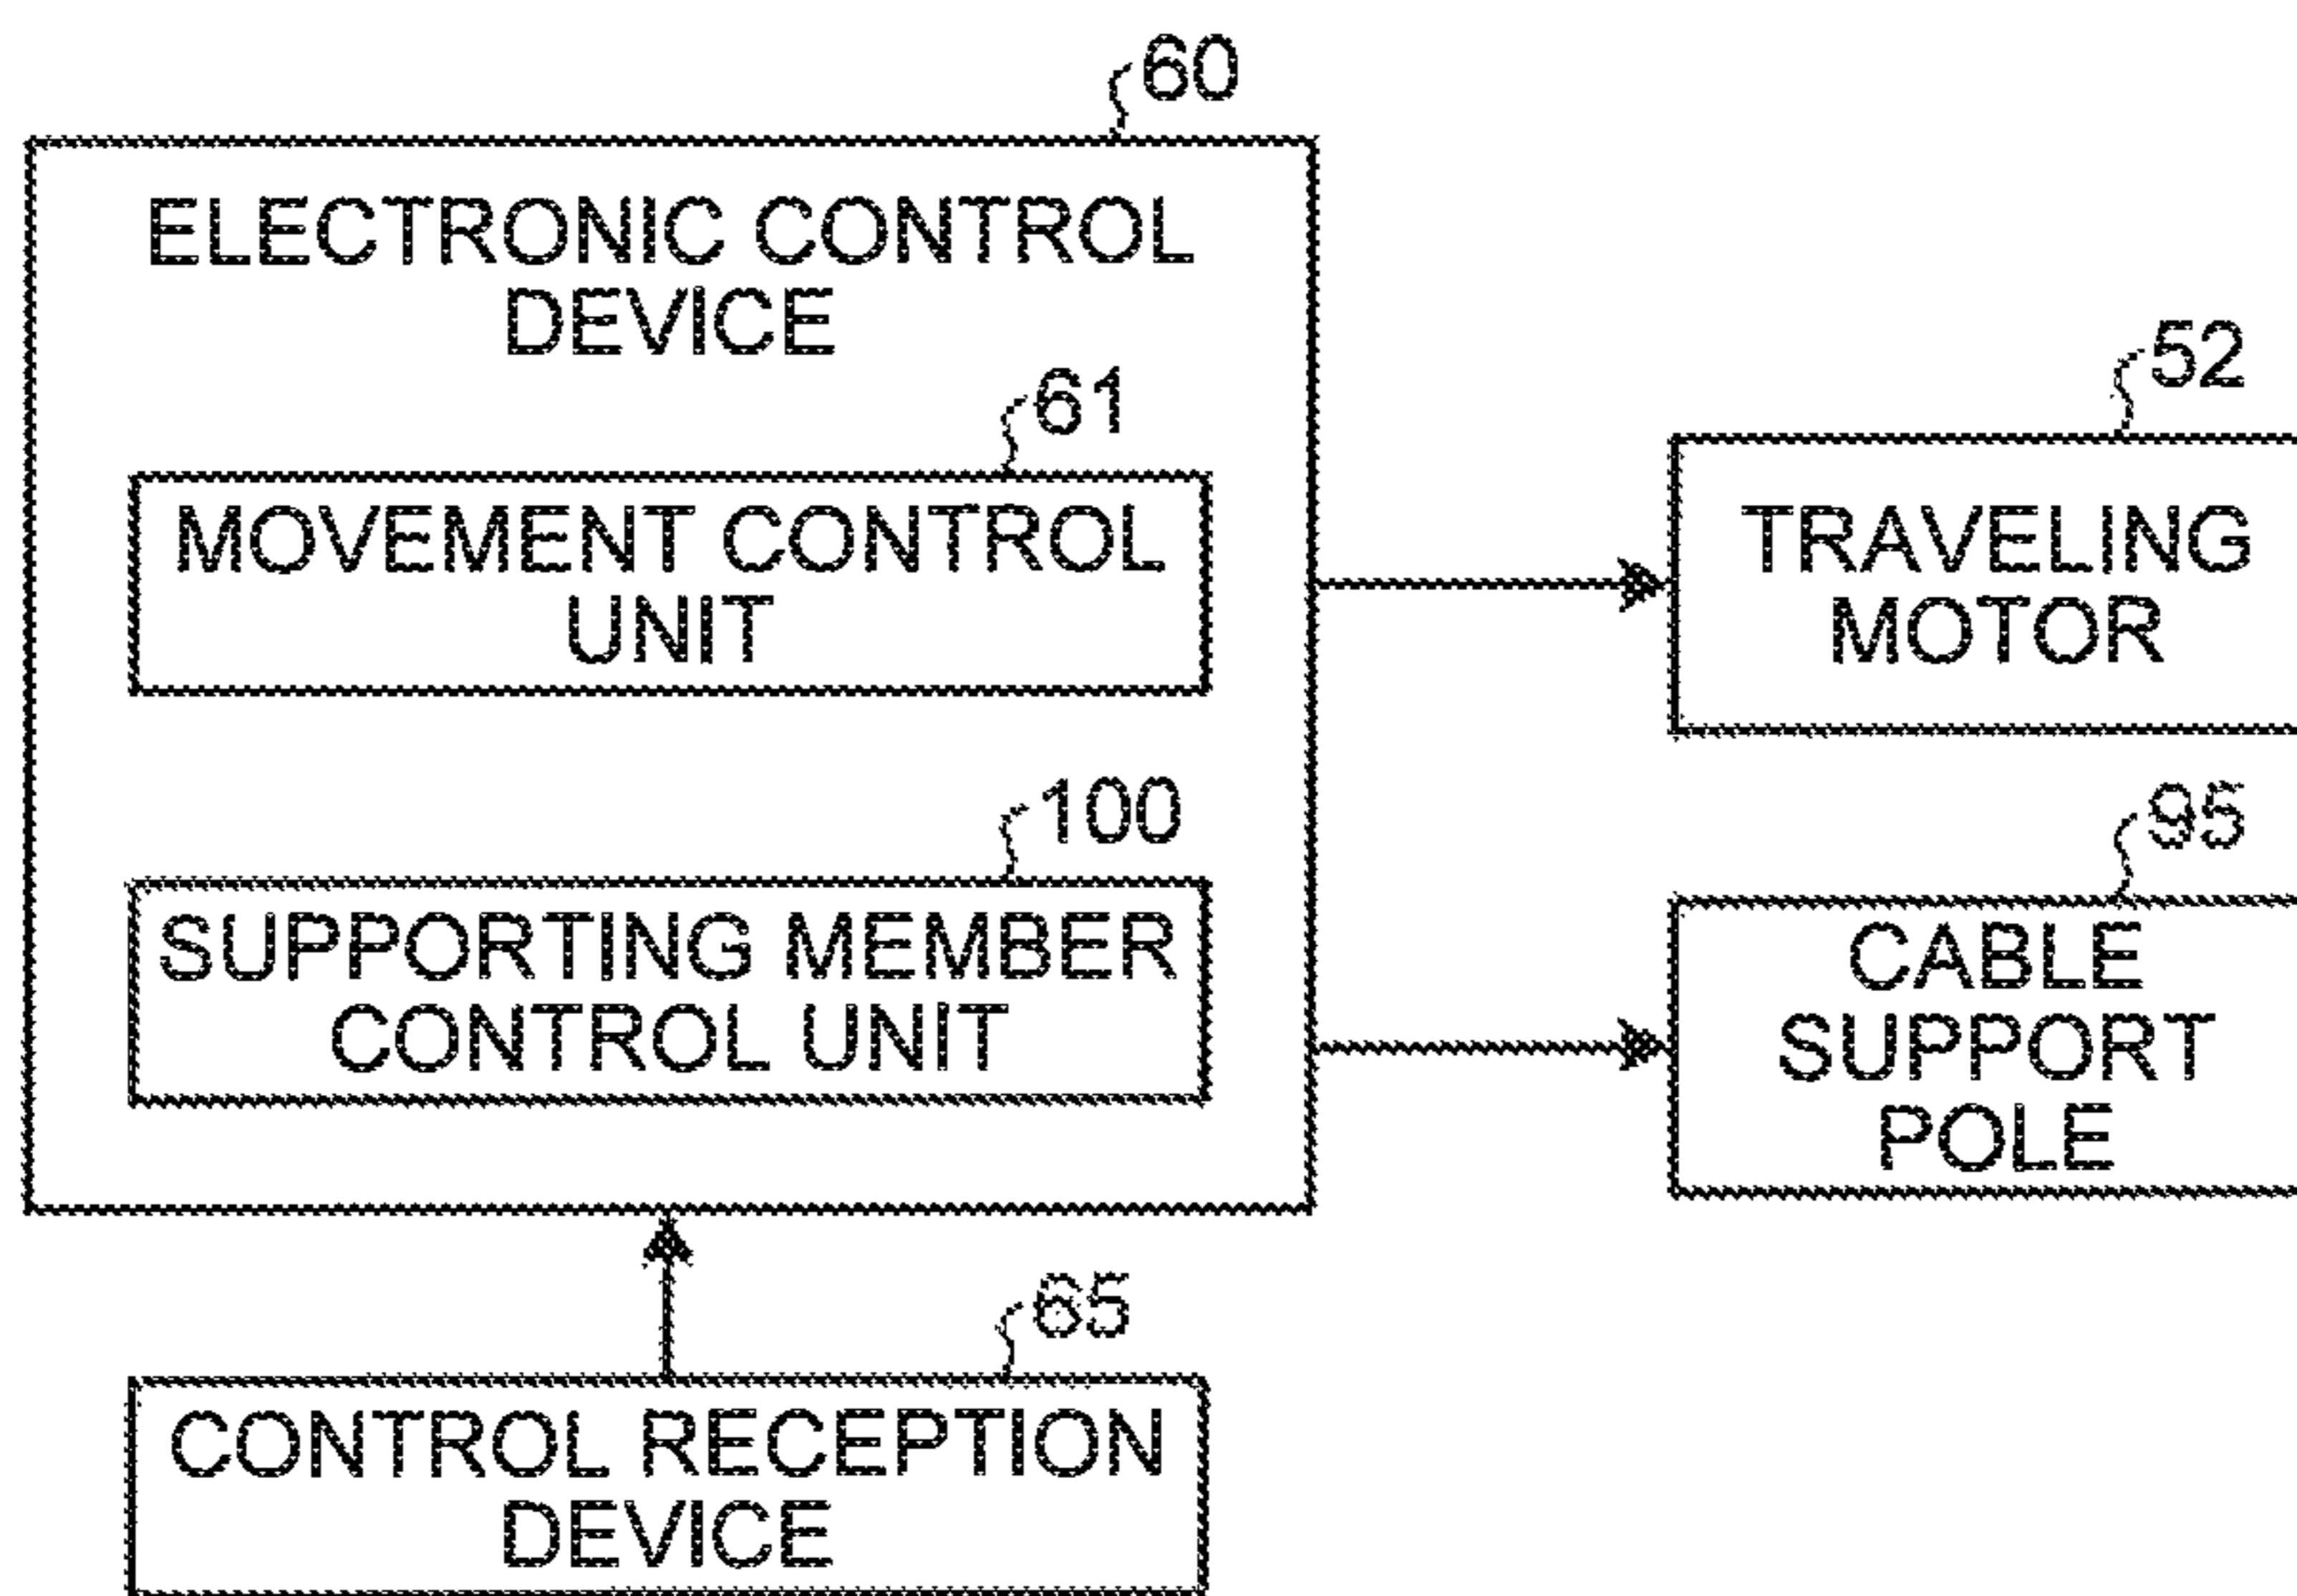 60
ELECTRONIC CONTROL
DEVICE
61
MOVEMENT CONTROL
UNIT
100
SUPPORTING MEMBER
CONTROL UNIT
52
TRAVELING
MOTOR
95
CABLE
SUPPORT
POLE
65
CONTROL RECEPTION
DEVICE